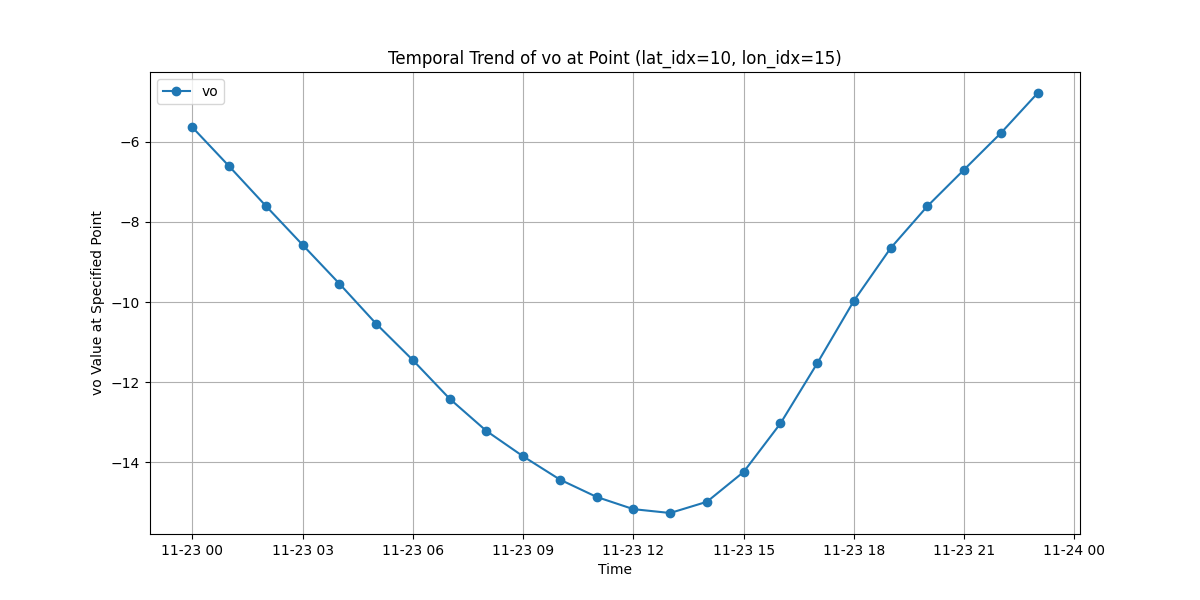 Temporal Trend of vo at Point (lat_idx=10, lon_idx=15)
vo
vo Value at Specified Point
−6
−8
−10
−12
−14
11-23 00 11-23 03 11-23 06 11-23 09 11-23 12 11-23 15 11-23 18 11-23 21 11-24 00
Time